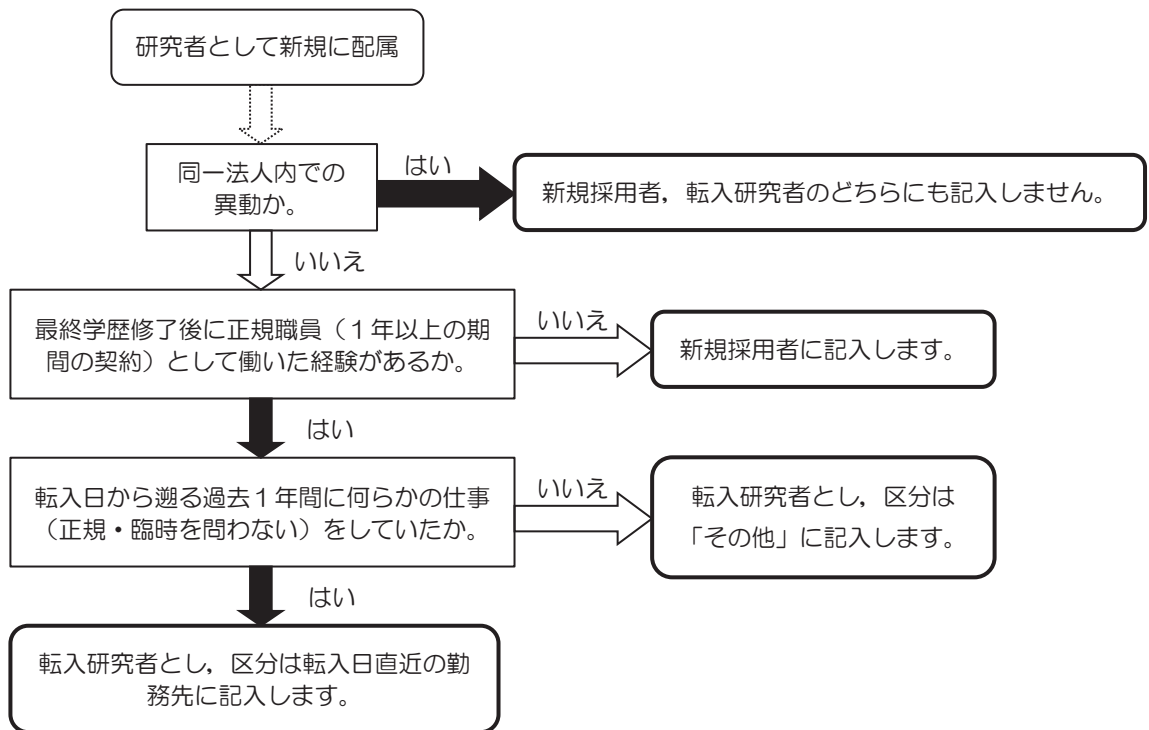 研究者として新規に配属
同一法人内での
異動か。
はい
新規採用者，転入研究者のどちらにも記入しません。
いいえ
最終学歴修了後に正規職員（１年以上の期
間の契約）として働いた経験があるか。
いいえ
新規採用者に記入します。
はい
転入日から遡る過去１年間に何らかの仕事
（正規・臨時を問わない）をしていたか。
いいえ
転入研究者とし，区分は
「その他」に記入します。
はい
転入研究者とし，区分は転入日直近の勤
務先に記入します。